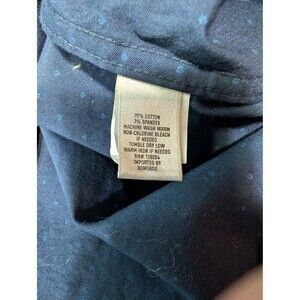 97% COTTON
3% SPANDEX
MACHINE WASH WARM
NON-CHLORINE BLEACH
IF NEEDED
TUMBLE DRY LOW
WARM IRON IF NEEDED
RN# 128054
IMPORTED BY
BONOBOS